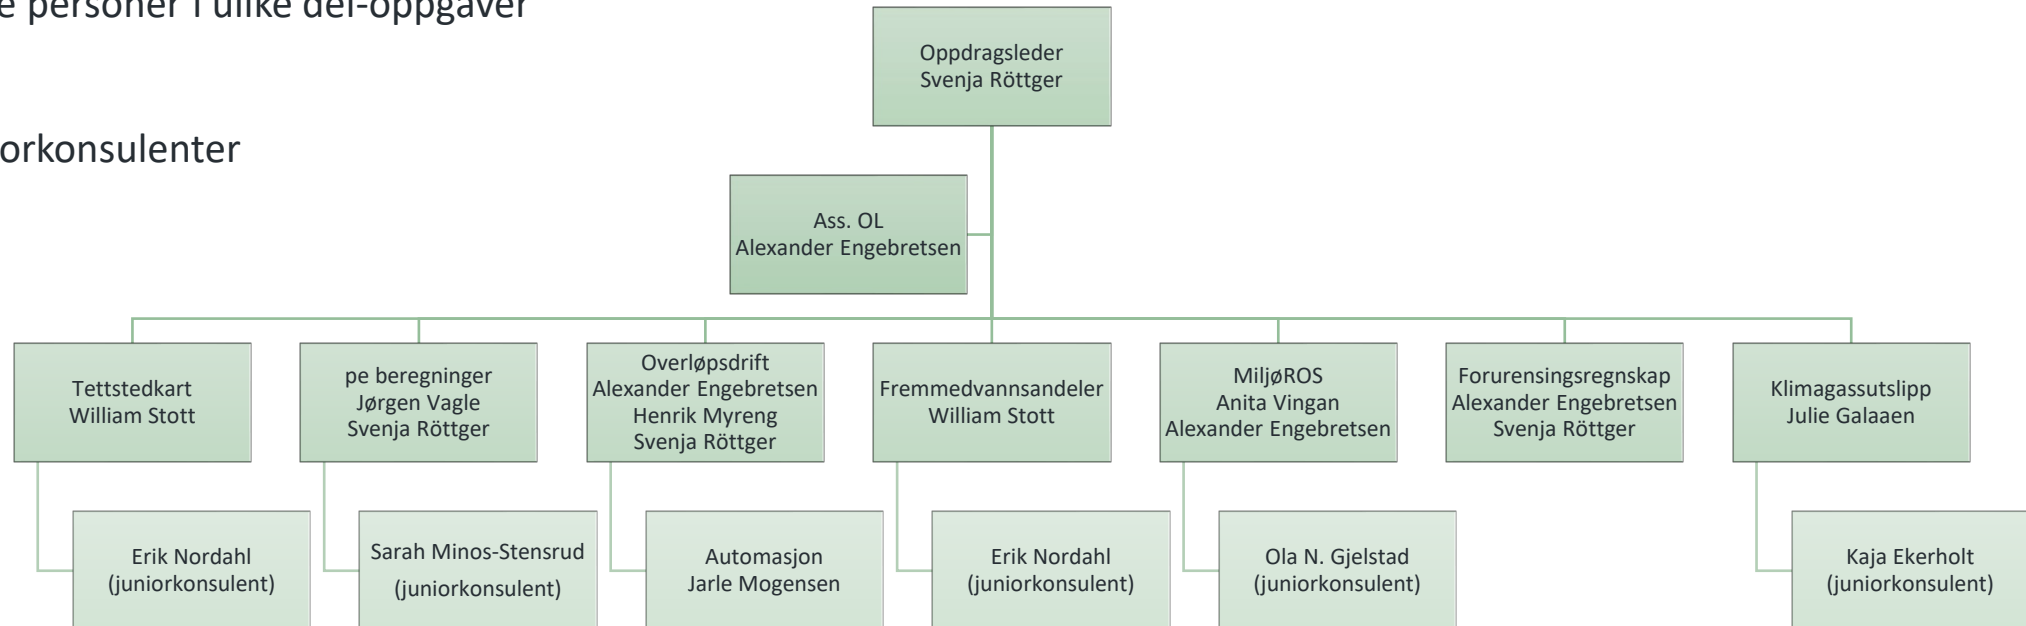 e personer i ulike del-oppgaver
orkonsulenter
Oppdragsleder
Svenja Röttger
Ass. OL
Alexander Engebretsen
Tettstedkart
William Stott
pe beregninger
Jørgen Vagle
Svenja Röttger
Overløpsdrift
Alexander Engebretsen
Henrik Myreng
Svenja Röttger
Fremmedvannsandeler
William Stott
MiljøROS
Anita Vingan
Alexander Engebretsen
Forurensingsregnskap
Alexander Engebretsen
Svenja Röttger
Klimagassutslipp
Julie Galaaen
Erik Nordahl
(juniorkonsulent)
Sarah Minos-Stensrud
(juniorkonsulent)
Automasjon
Jarle Mogensen
Erik Nordahl
(juniorkonsulent)
Ola N. Gjelstad
(juniorkonsulent)
Kaja Ekerholt
(juniorkonsulent)